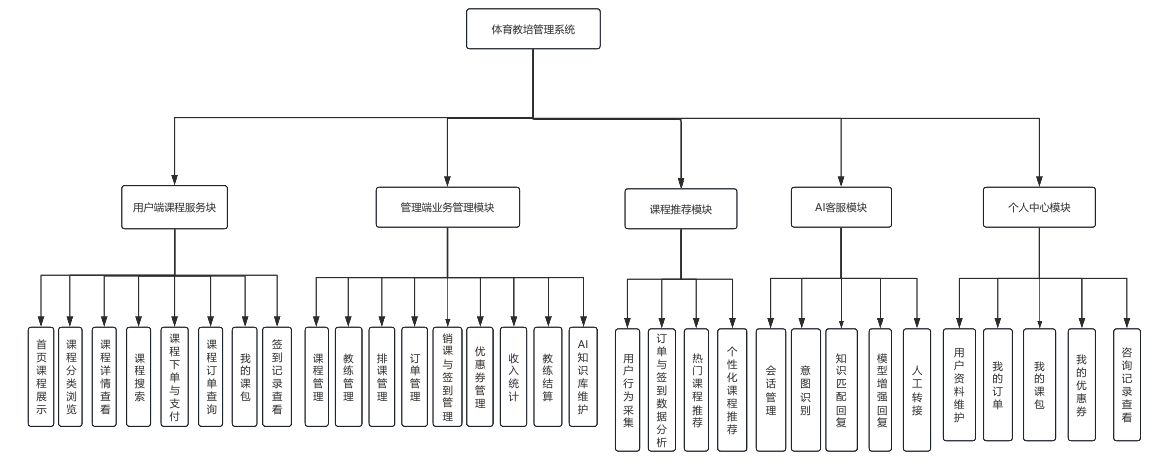 体育教培管理系统
用户端课程服务块
管理端业务管理模块
课程推荐模块
AI客服模块
个人中心模块
首页课程展示
课程分类浏览
课程详情查看
课程搜索
课程下单与支付
课程订单查询
我的课包
签到记录查看
课程管理
教练管理
排课管理
订单管理
销课与签到管理
优惠券管理
收入统计
教练结算
AI知识库维护
用户行为采集
订单与签到数据分析
热门课程推荐
个性化课程推荐
会话管理
意图识别
知识匹配回复
模型增强回复
人工转接
用户资料维护
我的订单
我的课包
我的优惠券
咨询记录查看